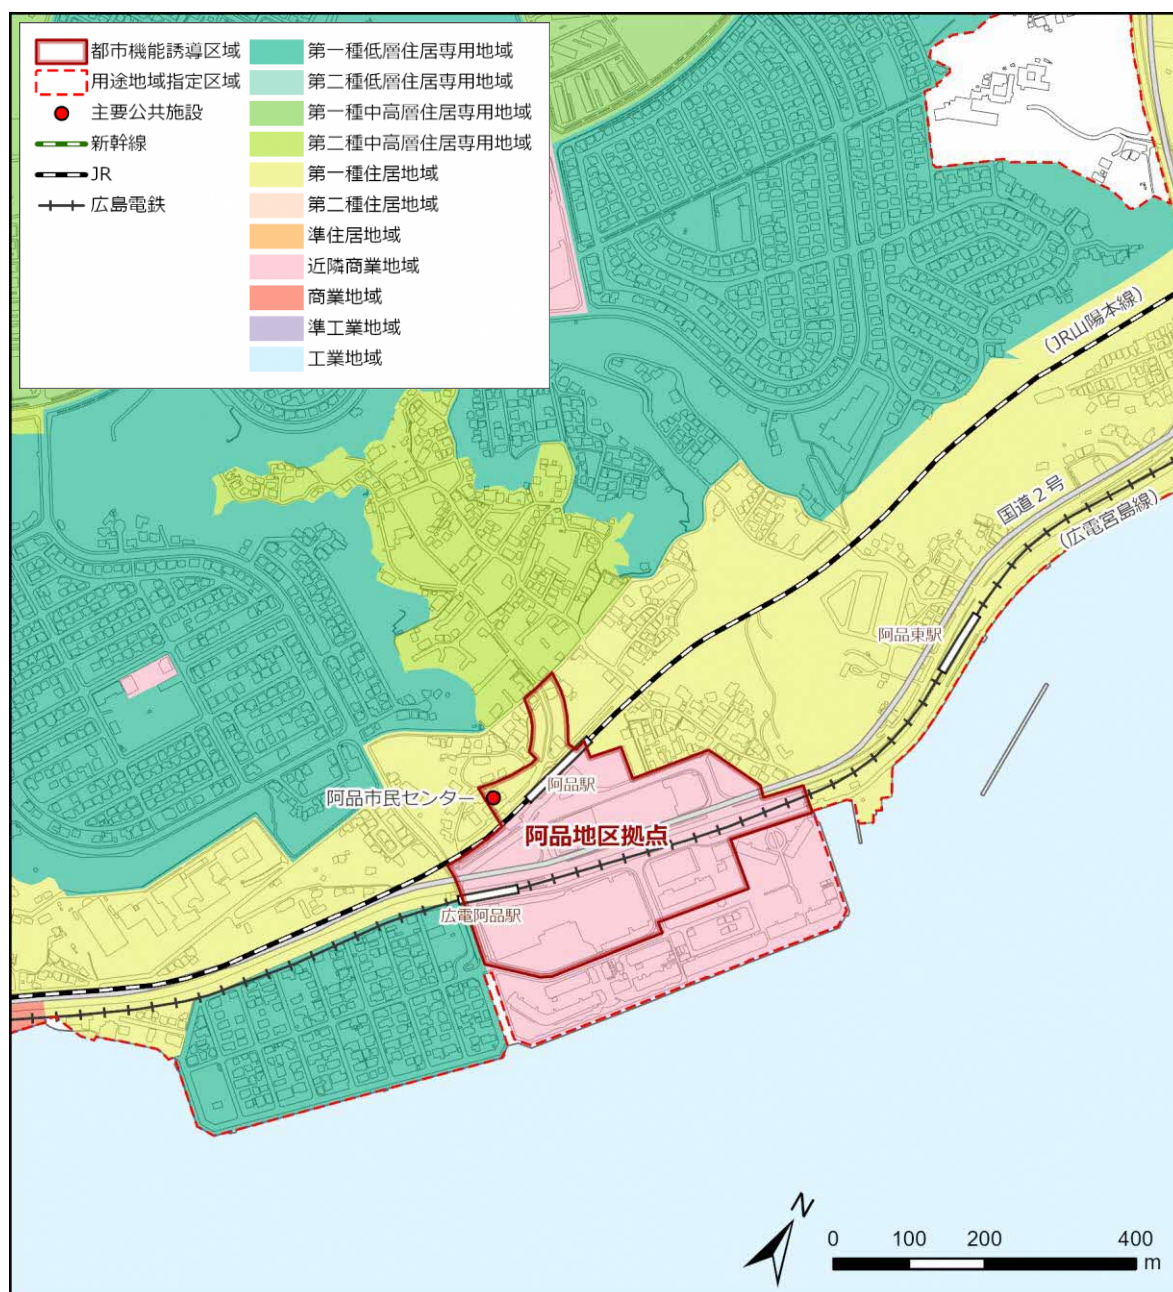 都市機能誘導区域
用途地域指定区域
主要公共施設
新幹線
JR
広島電鉄
第一種低層住居専用地域
第二種低層住居専用地域
第一種中高層住居専用地域
第二種中高層住居専用地域
第一種住居地域
第二種住居地域
準住居地域
近隣商業地域
商業地域
準工業地域
工業地域
(JR山陽本線)
国道２号
(広電宮島線)
阿品東駅
阿品駅
阿品市民センター
阿品地区拠点
広電阿品駅
N
0 100 200 400
m